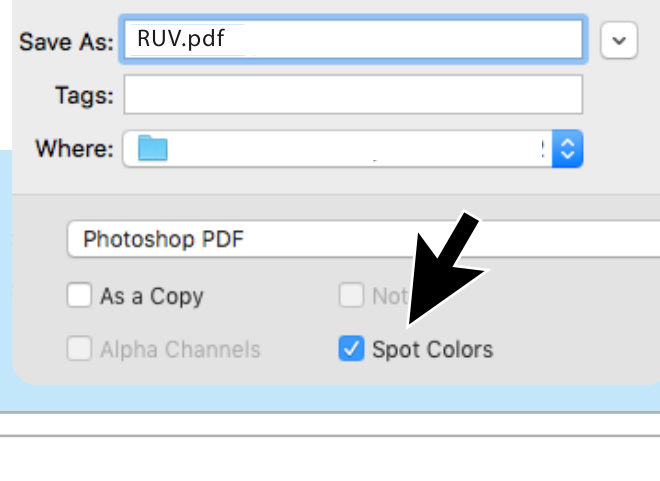 Save As: RUV.pdf
Tags:
Where:
Photoshop PDF
As a Copy
Alpha Channels Spot Colors